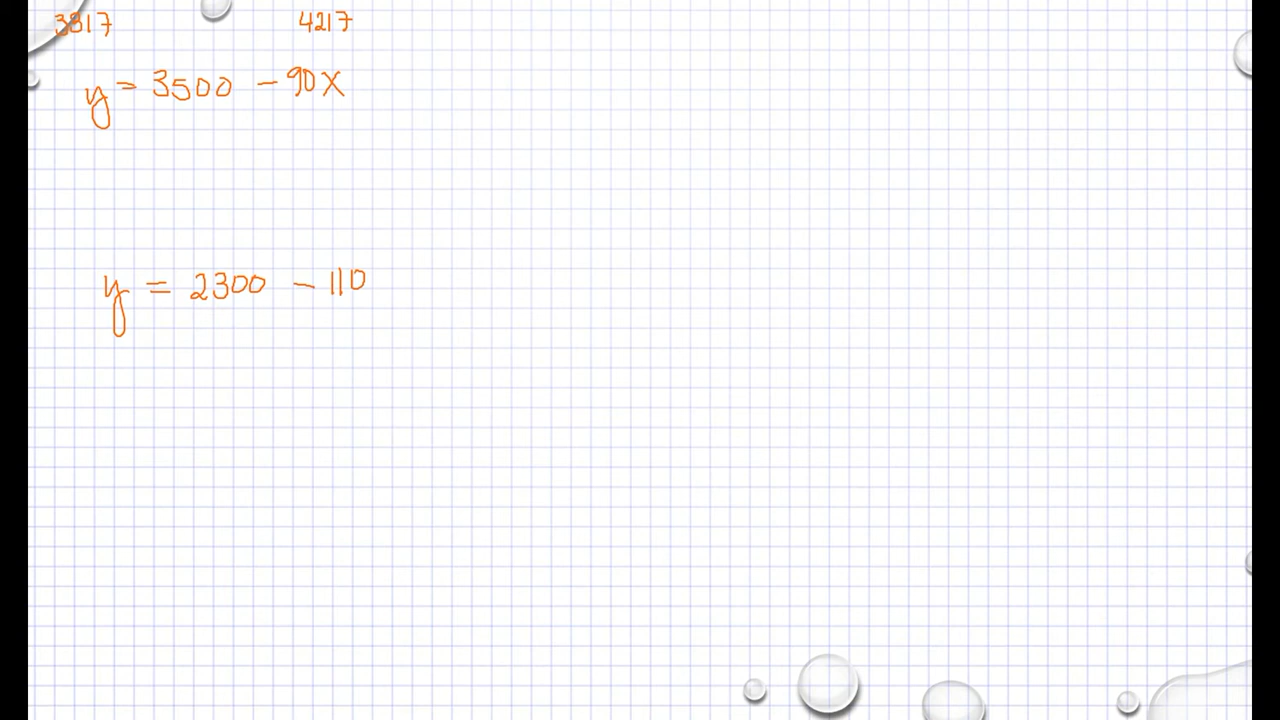 3817 4217
y = 3500 - 90x
y = 2300 - 110